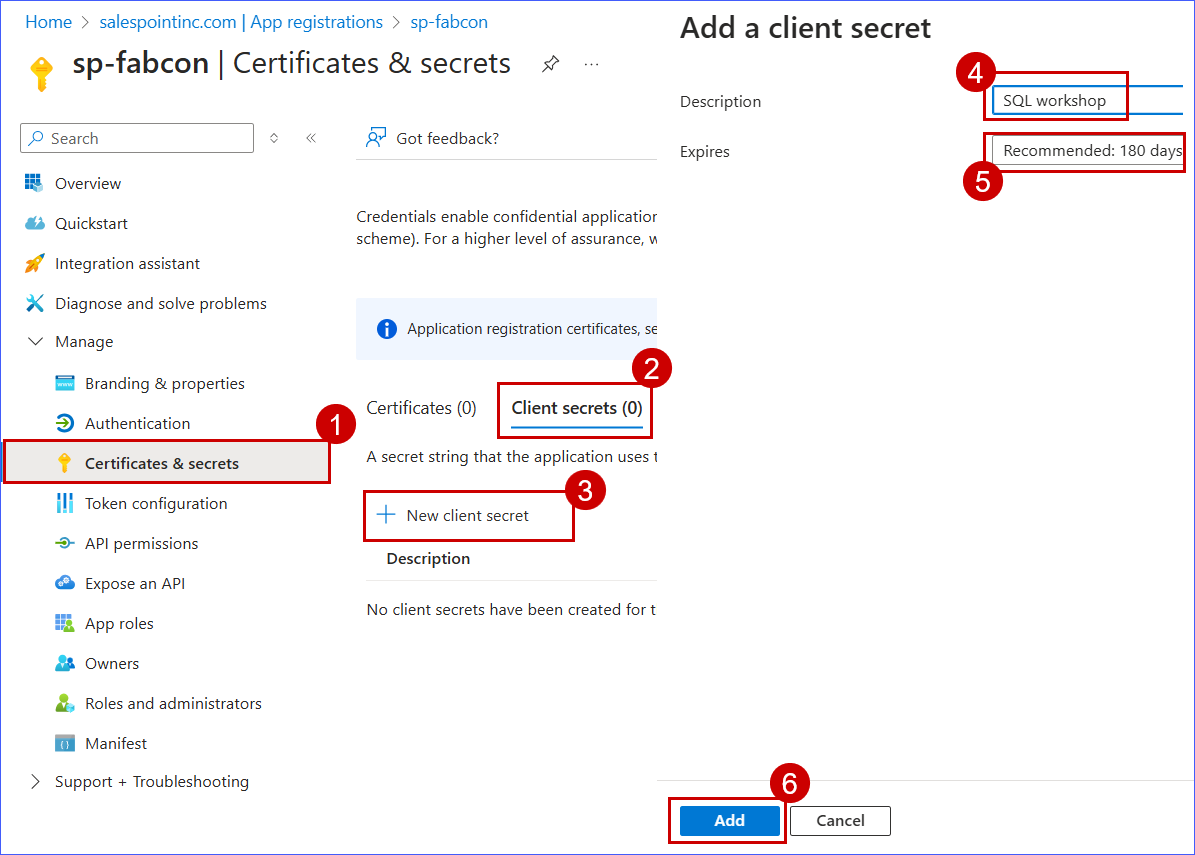 Home > salespointinc.com | App registrations > sp-fabcon
sp-fabcon | Certificates & secrets
Search
Overview
Quickstart
Integration assistant
Diagnose and solve problems
Manage
Branding & properties
Authentication
1
Certificates & secrets
Token configuration
API permissions
Expose an API
App roles
Owners
Roles and administrators
Manifest
Support + Troubleshooting
Got feedback?
Credentials enable confidential application
scheme). For a higher level of assurance, w
Application registration certificates, se
2
Certificates (0)
Client secrets (0)
A secret string that the application uses t
3
New client secret
Description
No client secrets have been created for t
Add a client secret
4
Description
SQL workshop
Expires
Recommended: 180 days
5
6
Add
Cancel